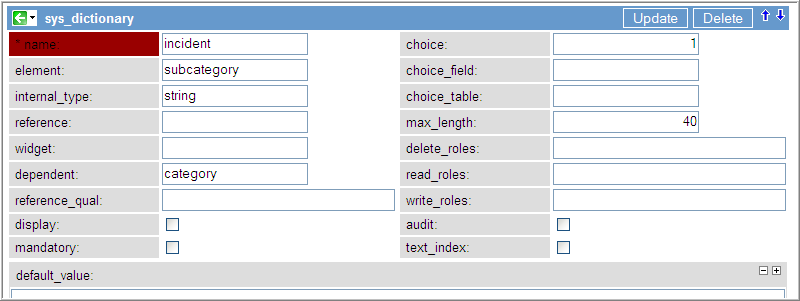 sys_dictionary Update Delete
* name: incident choice: 1
element: subcategory choice_field:
internal_type: string choice_table:
reference: max_length: 40
widget: delete_roles:
dependent: category read_roles:
reference_qual: write_roles:
display: audit:
mandatory: text_index:
default_value: